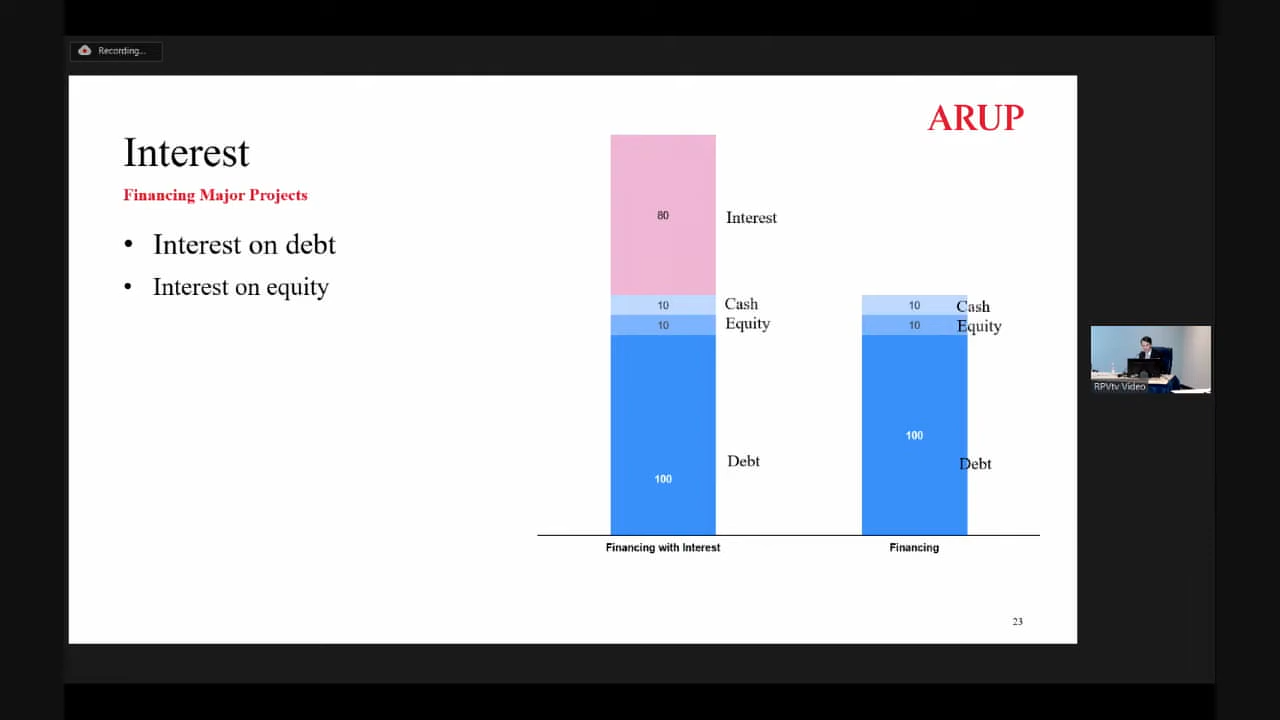 Recording...
ARUP
Interest
Financing Major Projects
• Interest on debt
• Interest on equity
80
Interest
10
Cash
10
Equity
100
Debt
10
Cash
10
Equity
100
Debt
Financing with Interest
Financing
23
RPVtv Video